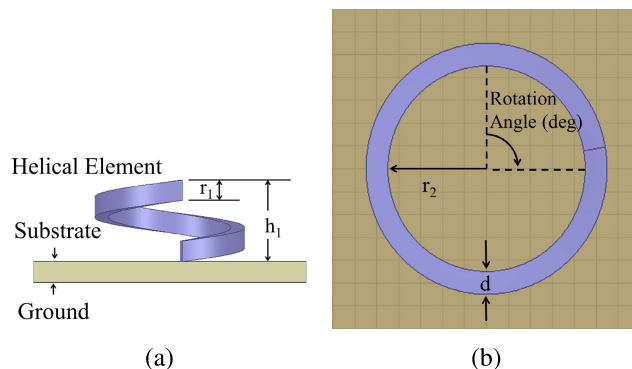 Helical Element
r1
h1
Substrate
Ground
(a)
Rotation
Angle (deg)
r2
d
(b)